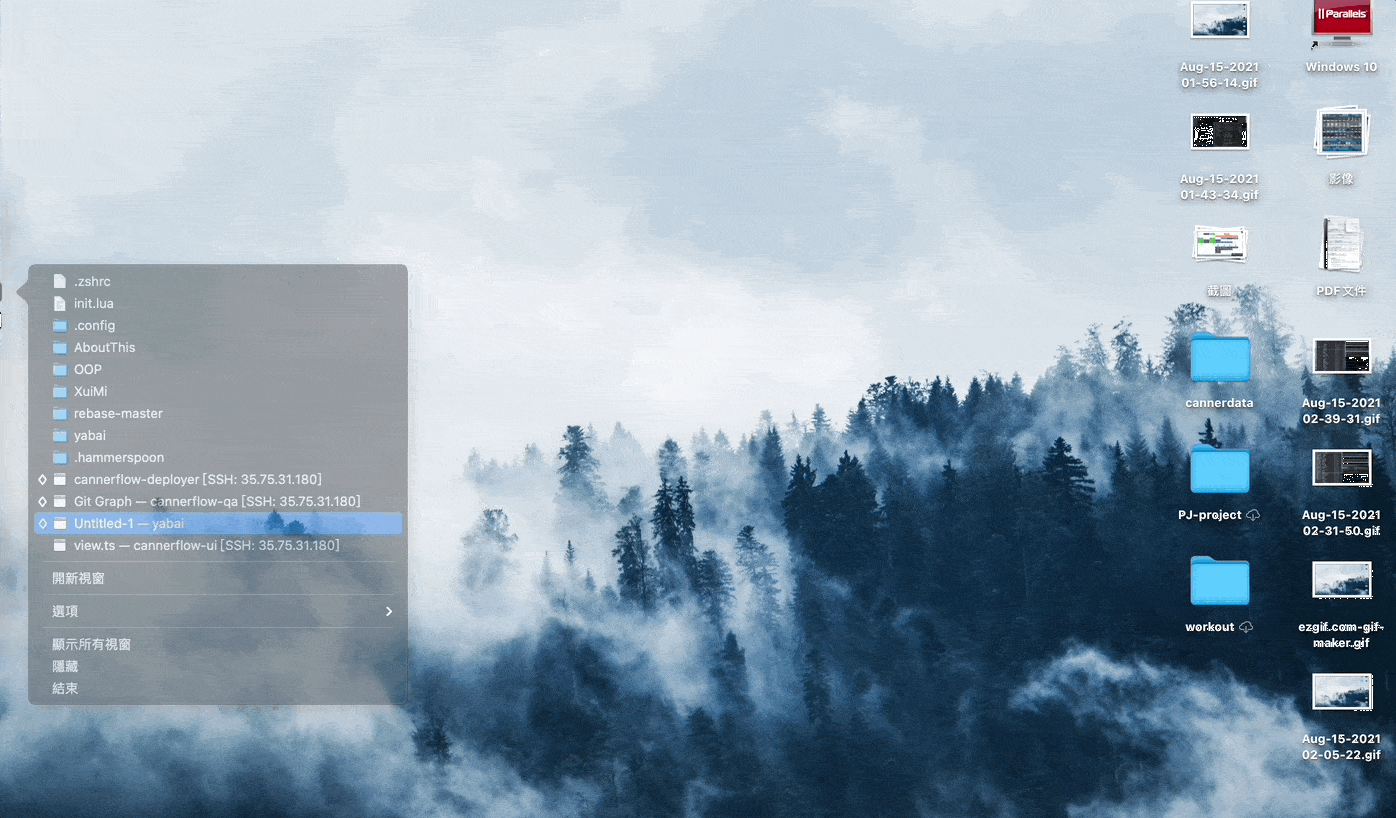 .zshrc
init.lua
.config
AboutThis
OOP
XuiMi
rebase-master
yabai
.hammerspoon
cannerflow-deployer [SSH: 35.75.31.180]
Git Graph — cannerflow-qa [SSH: 35.75.31.180]
Untitled-1 — yabai
view.ts — cannerflow-ui [SSH: 35.75.31.180]
開新視窗
選項
顯示所有視窗
隱藏
結束
Aug-15-2021
01-56-14.gif
Parallels
Windows 10
Aug-15-2021
01-43-34.gif
影像
截圖
PDF 文件
cannerdata
Aug-15-2021
02-39-31.gif
PJ-project
Aug-15-2021
02-31-50.gif
workout
ezgif.com-gif-
maker.gif
Aug-15-2021
02-05-22.gif